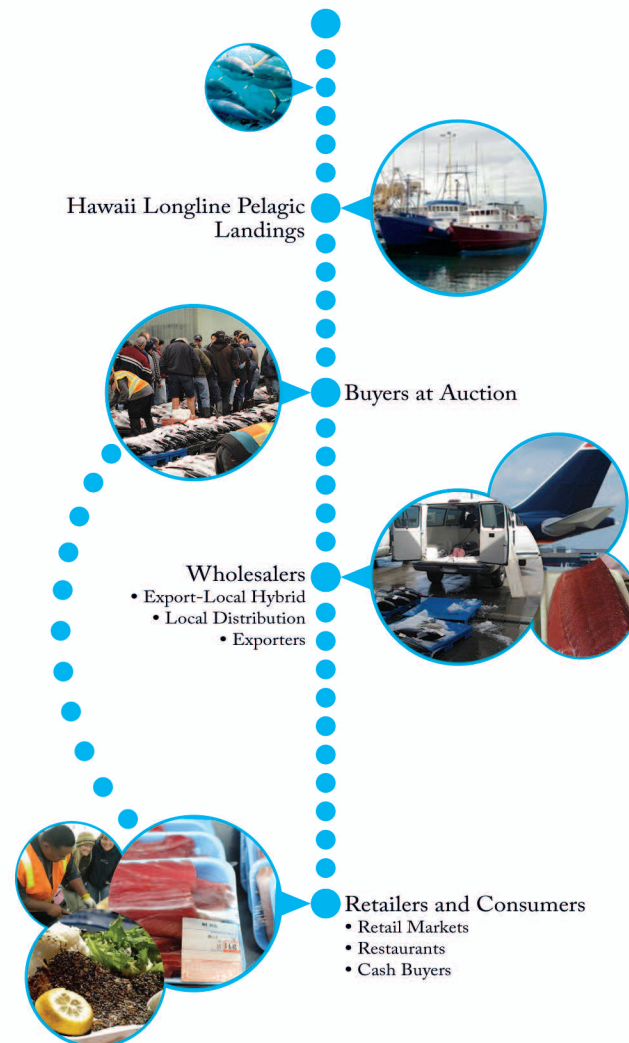 Hawaii Longline Pelagic
Landings
Buyers at Auction
Wholesalers
• Export-Local Hybrid
• Local Distribution
• Exporters
Retailers and Consumers
• Retail Markets
• Restaurants
• Cash Buyers